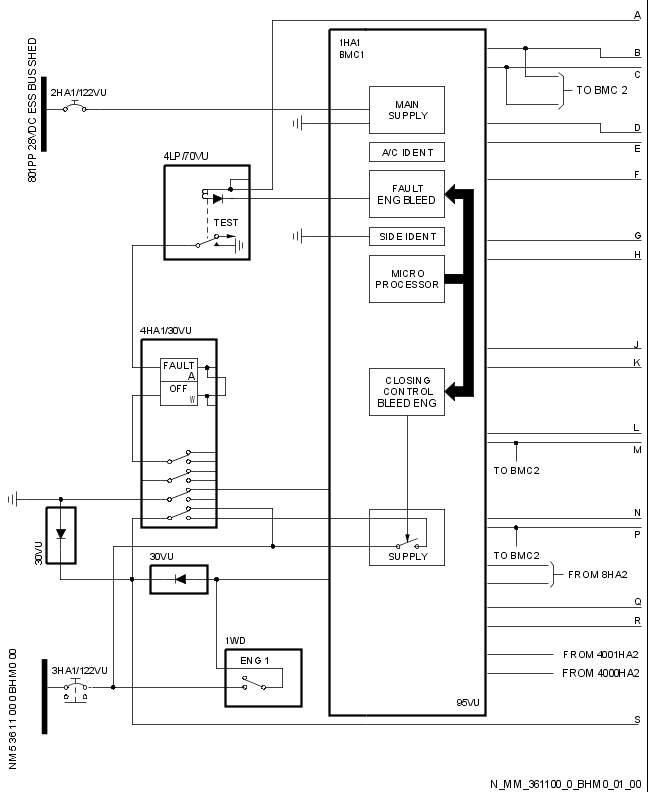 A
1HA1
BMC1
B
C
TO BMC 2
801PP 28VDC ESS BUS SHED
2HA1/122VU
MAIN
SUPPLY
D
A/C IDENT
E
4LP/70VU
FAULT
ENG BLEED
F
TEST
SIDE IDENT
G
H
MICRO
PROCESSOR
4HA1/30VU
J
FAULT
A
K
OFF
W
CLOSING
CONTROL
BLEED ENG
L
M
TO BMC2
N
P
30VU
30VU
SUPPLY
TO BMC2
FROM 8HA2
Q
R
1WD
ENG 1
FROM 4001HA2
3HA1/122VU
FROM 4000HA2
95VU
S
NM5 36 11 00 0 BHM0 00
N_MM_361100_0_BHM0_01_00